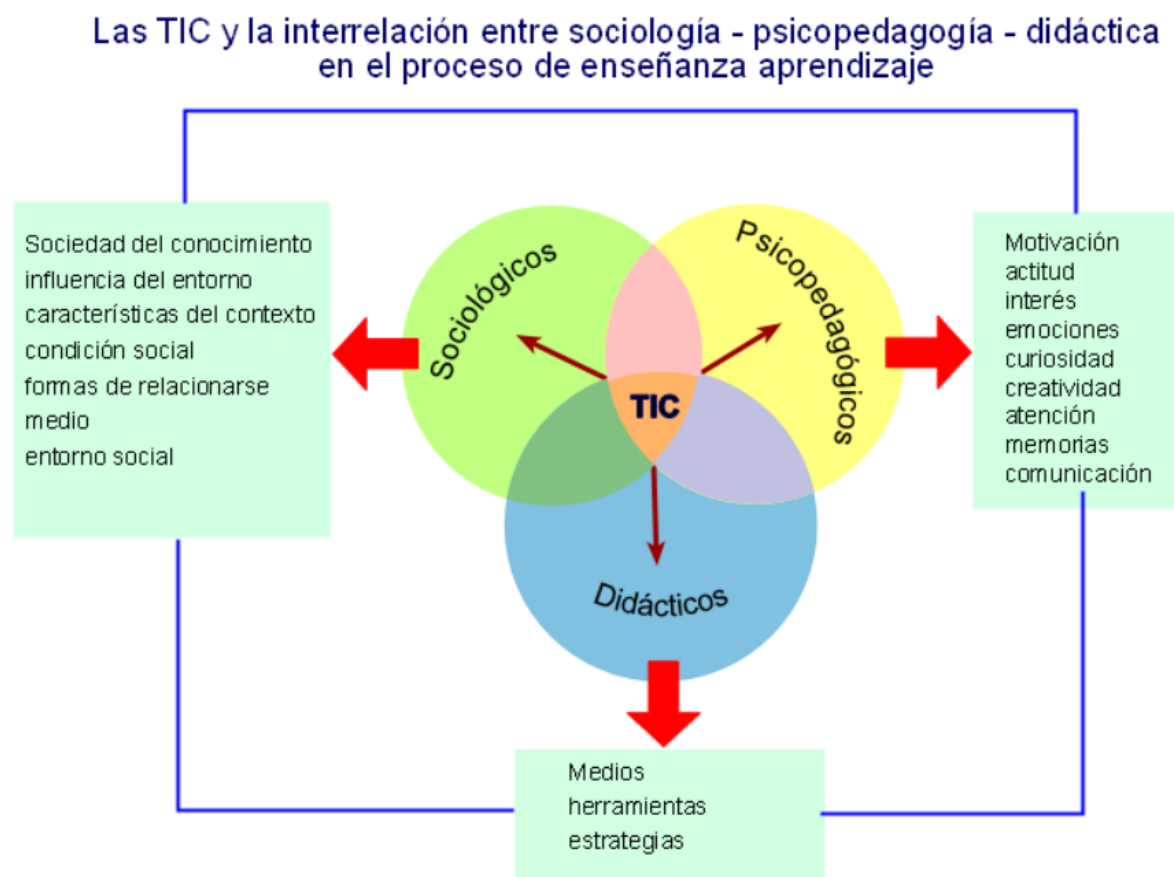 Las TIC y la interrelación entre sociología - psicopedagogía - didáctica
en el proceso de enseñanza aprendizaje
Sociedad del conocimiento
influencia del entorno
características del contexto
condición social
formas de relacionarse
medio
entorno social
Sociológicos
Psicopedagógicos
TIC
Didácticos
Motivación
actitud
interés
emociones
curiosidad
creatividad
atención
memorias
comunicación
Medios
herramientas
estrategias